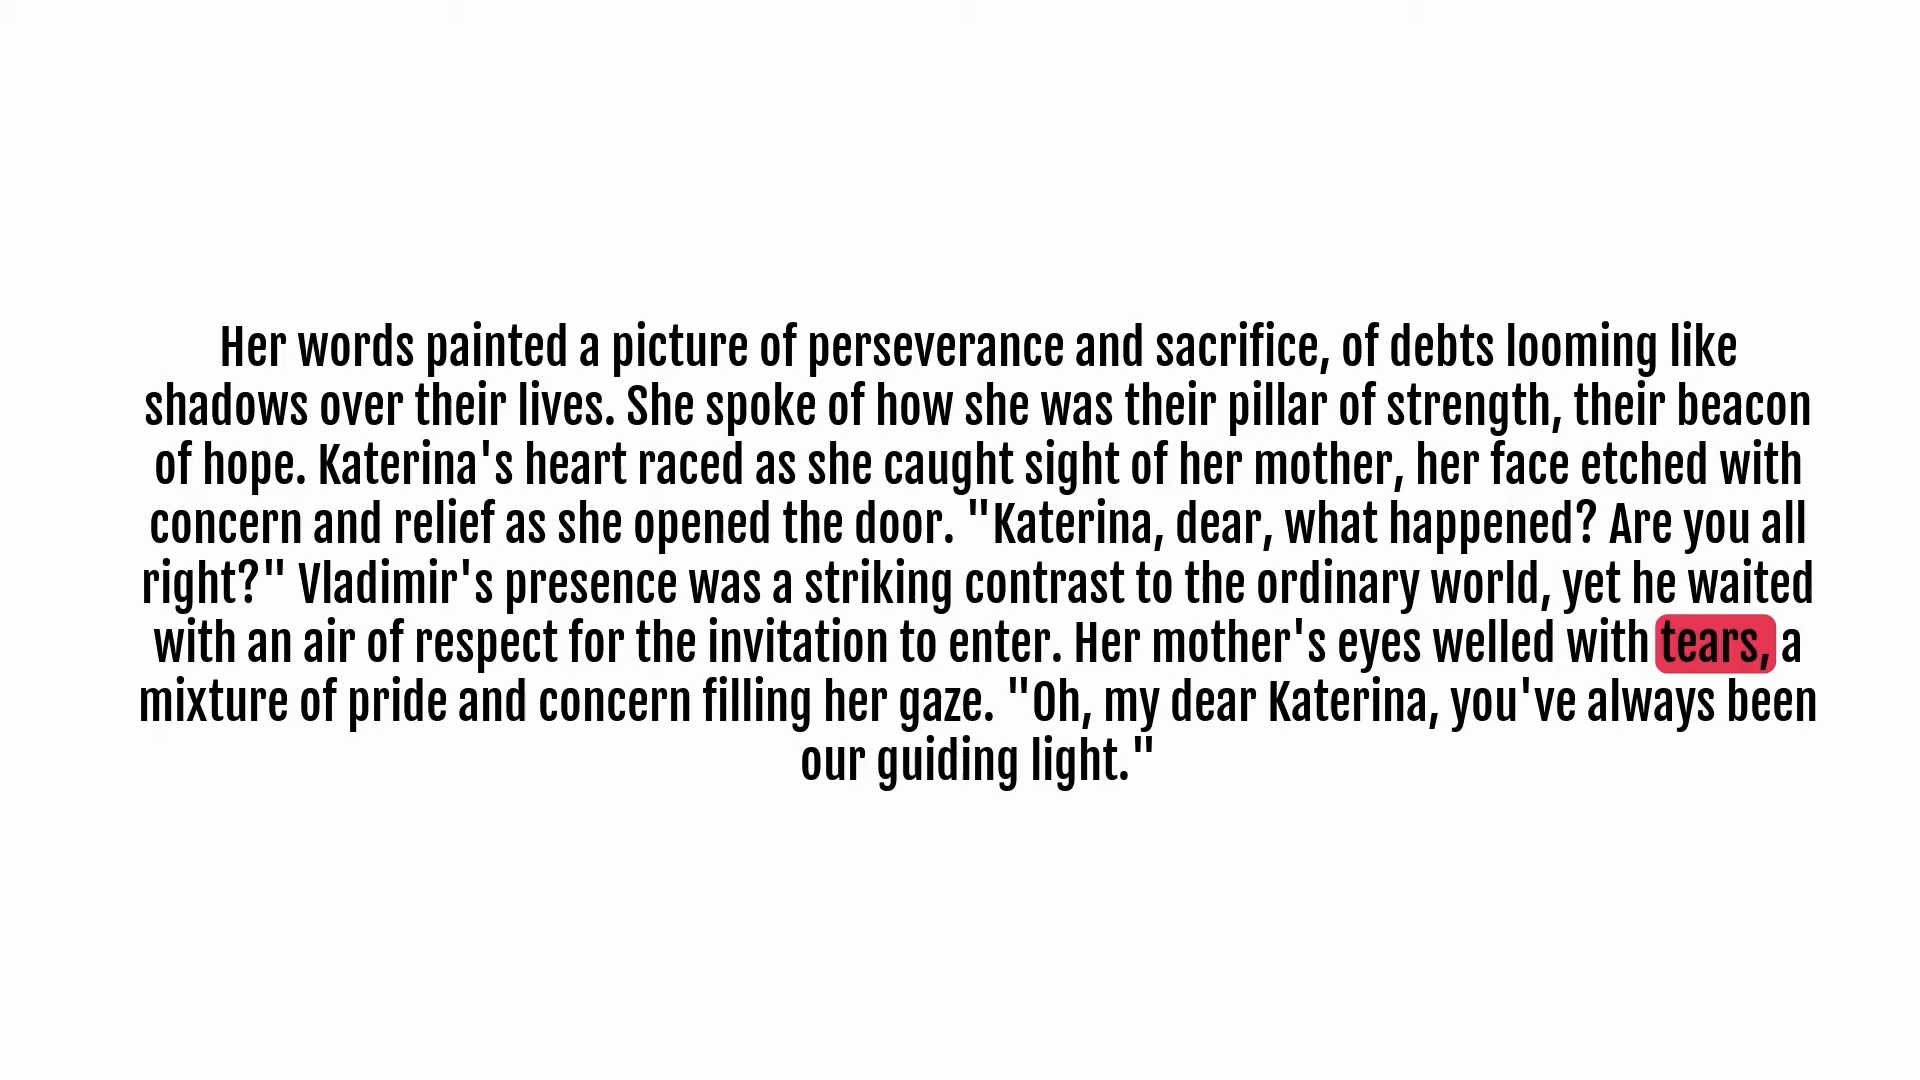 Her words painted a picture of perseverance and sacrifice, of debts looming like
shadows over their lives. She spoke of how she was their pillar of strength, their beacon
of hope. Katerina's heart raced as she caught sight of her mother, her face etched with
concern and relief as she opened the door. "Katerina, dear, what happened? Are you all
right?" Vladimir's presence was a striking contrast to the ordinary world, yet he waited
with an air of respect for the invitation to enter. Her mother's eyes welled with tears, a
mixture of pride and concern filling her gaze. "Oh, my dear Katerina, you've always been
our guiding light."